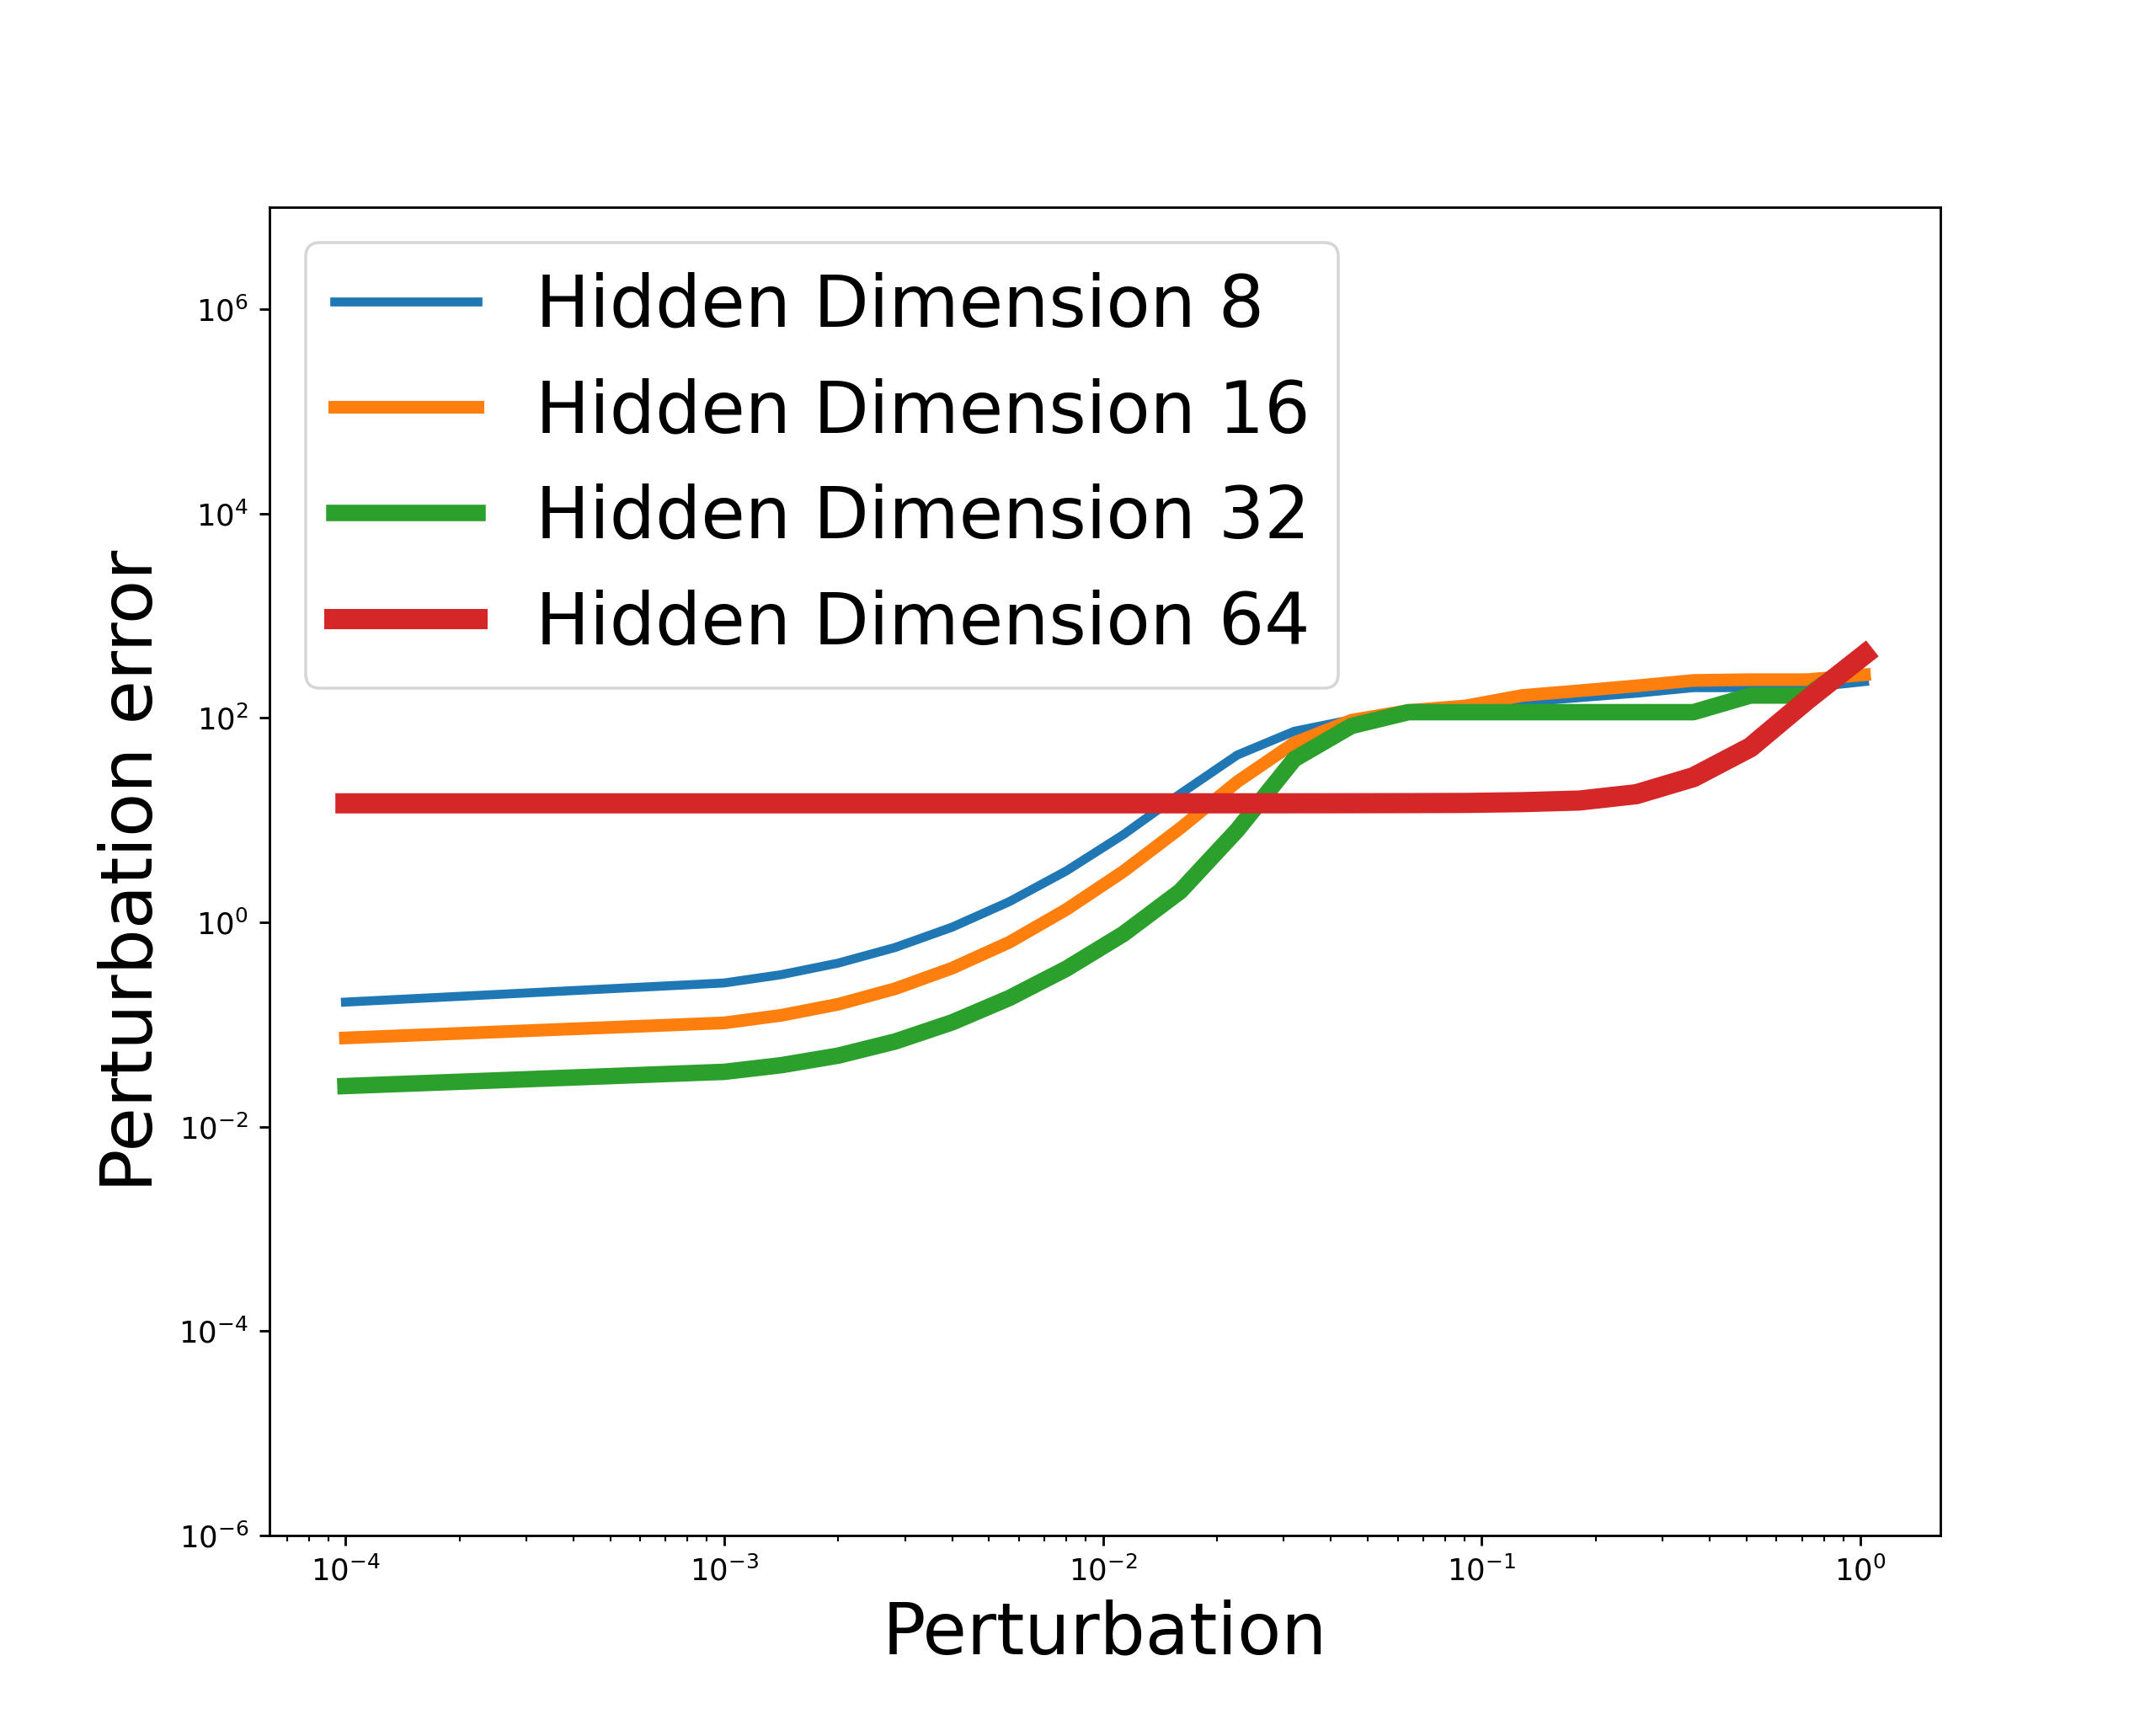 Hidden Dimension 8
Hidden Dimension 16
Hidden Dimension 32
Hidden Dimension 64
Perturbation error
10⁶
10⁴
10²
10⁰
10⁻²
10⁻⁴
10⁻⁶
10⁻⁴ 10⁻³ 10⁻² 10⁻¹ 10⁰
Perturbation